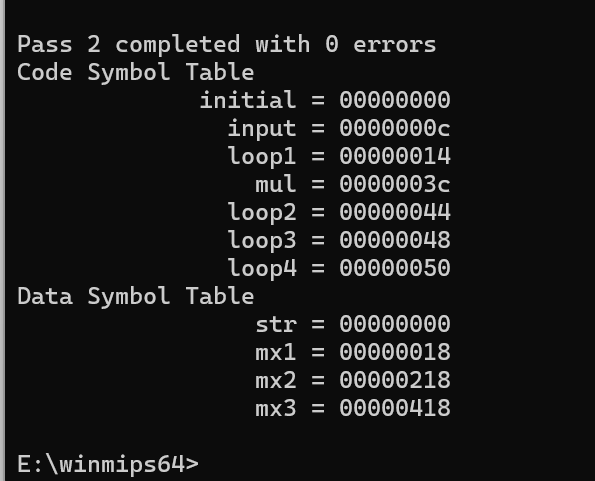 Pass 2 completed with 0 errors
Code Symbol Table
initial = 00000000
input = 0000000c
loop1 = 00000014
mul = 0000003c
loop2 = 00000044
loop3 = 00000048
loop4 = 00000050
Data Symbol Table
str = 00000000
mx1 = 00000018
mx2 = 00000218
mx3 = 00000418
E:\winmips64>